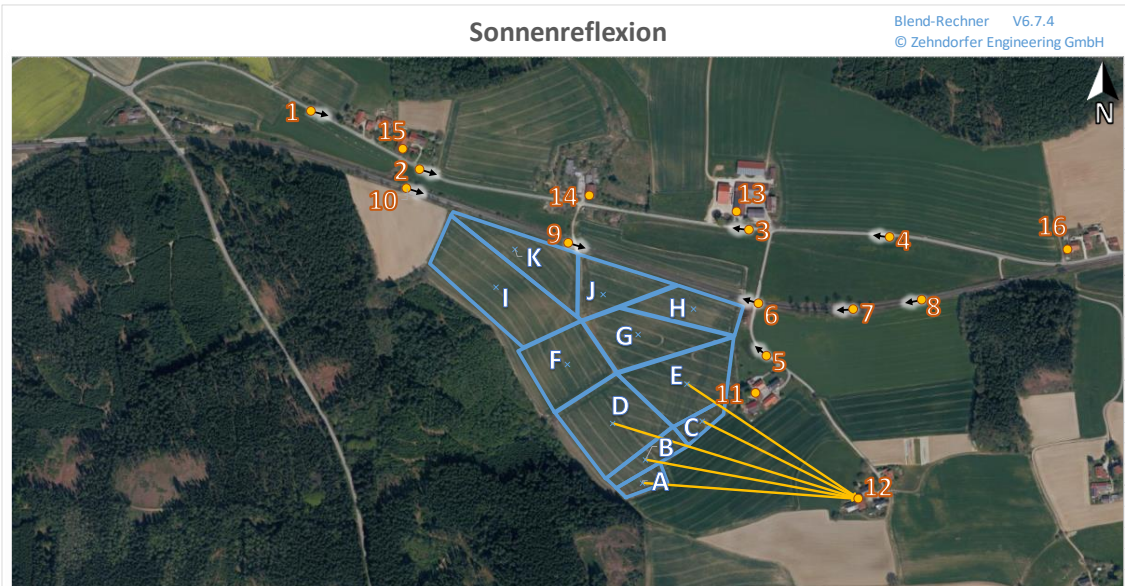 Sonnenreflexion
Blend-Rechner V6.7.4
© Zehndorfer Engineering GmbH
N
1
15
2
10
14
13
3
4
16
9
K
I
J
H
6
7
8
G
F
5
E
11
D
C
B
A
12